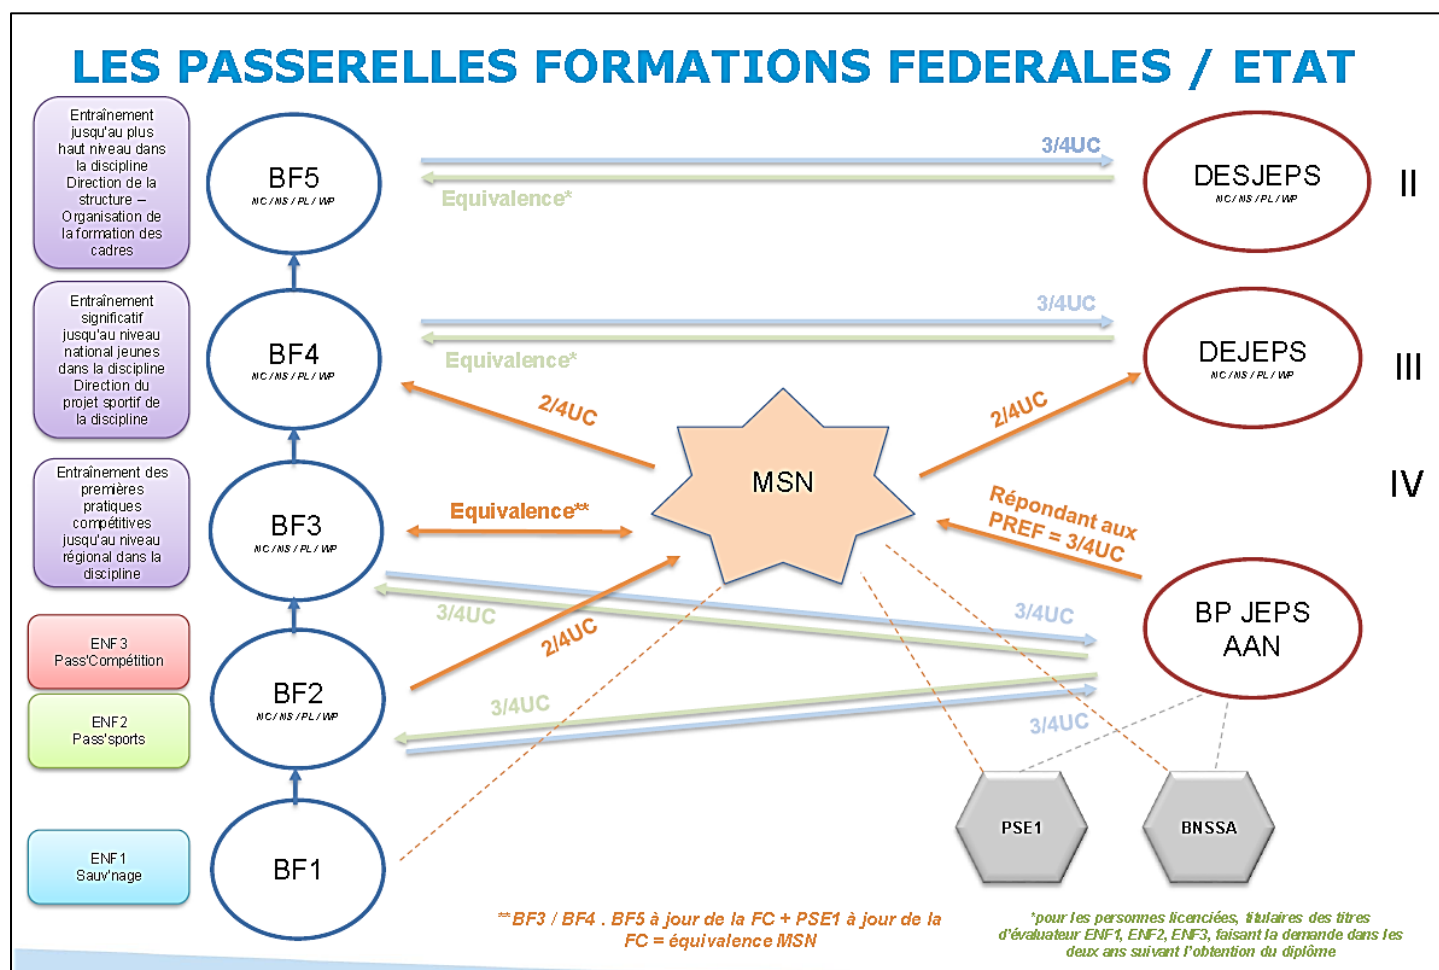 LES PASSERELLES FORMATIONS FEDERALES / ETAT
Entraînement
jusqu'au plus
haut niveau dans
la discipline
Direction de la
structure –
Organisation de
la formation des
cadres
BF5
NC / NS / PL / WP
3/4UC
Equivalence*
DESJEPS
NC / NS / PL / WP
II
Entraînement
significatif
jusqu'au niveau
national jeunes
dans la discipline
Direction du
projet sportif de
la discipline
BF4
NC / NS / PL / WP
3/4UC
Equivalence*
DEJEPS
NC / NS / PL / WP
III
2/4UC
2/4UC
MSN
IV
Entraînement des
premières
pratiques
compétitives
jusqu'au niveau
régional dans la
discipline
BF3
NC / NS / PL / WP
Equivalence**
Répondant aux
PREF = 3/4UC
3/4UC
2/4UC
3/4UC
BP JEPS
AAN
ENF3
Pass'Compétition
ENF2
Pass'sports
BF2
NC / NS / PL / WP
3/4UC
3/4UC
ENF1
Sauv'nage
BF1
PSE1
BNSSA
**BF3 / BF4 . BF5 à jour de la FC + PSE1 à jour de la
FC = équivalence MSN
*pour les personnes licenciées, titulaires des titres
d'évaluateur ENF1, ENF2, ENF3, faisant la demande dans les
deux ans suivant l'obtention du diplôme